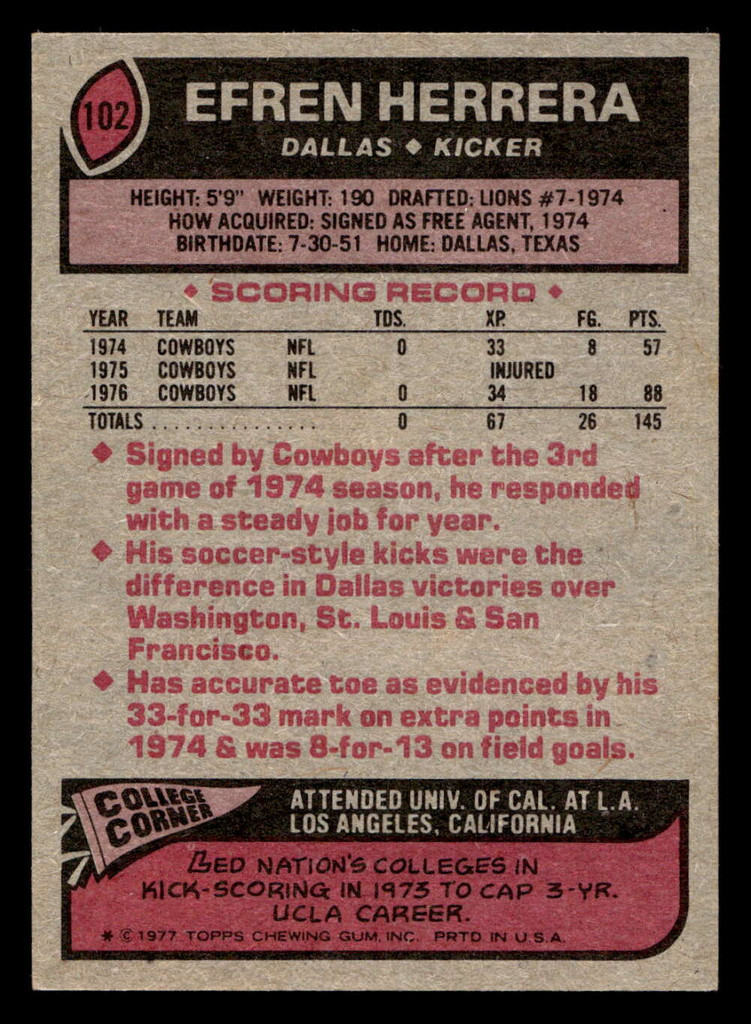 102
EFREN HERRERA
DALLAS ♦ KICKER
HEIGHT: 5'9" WEIGHT: 190 DRAFTED: LIONS #7-1974
HOW ACQUIRED: SIGNED AS FREE AGENT, 1974
BIRTHDATE: 7-30-51 HOME: DALLAS, TEXAS
♦ SCORING RECORD ♦
YEAR TEAM TDS. XP. FG. PTS.
1974 COWBOYS NFL 0 33 8 57
1975 COWBOYS NFL INJURED
1976 COWBOYS NFL 0 34 18 88
TOTALS ................ 0 67 26 145
♦ Signed by Cowboys after the 3rd
game of 1974 season, he responded
with a steady job for year.
♦ His soccer-style kicks were the
difference in Dallas victories over
Washington, St. Louis & San
Francisco.
♦ Has accurate toe as evidenced by his
33-for-33 mark on extra points in
1974 & was 8-for-13 on field goals.
COLLEGE
CORNER
ATTENDED UNIV. OF CAL. AT L.A.
LOS ANGELES, CALIFORNIA
LED NATION'S COLLEGES IN
KICK-SCORING IN 1973 TO CAP 3-YR.
UCLA CAREER.
* © 1977 TOPPS CHEWING GUM, INC. PRTD IN U.S.A.